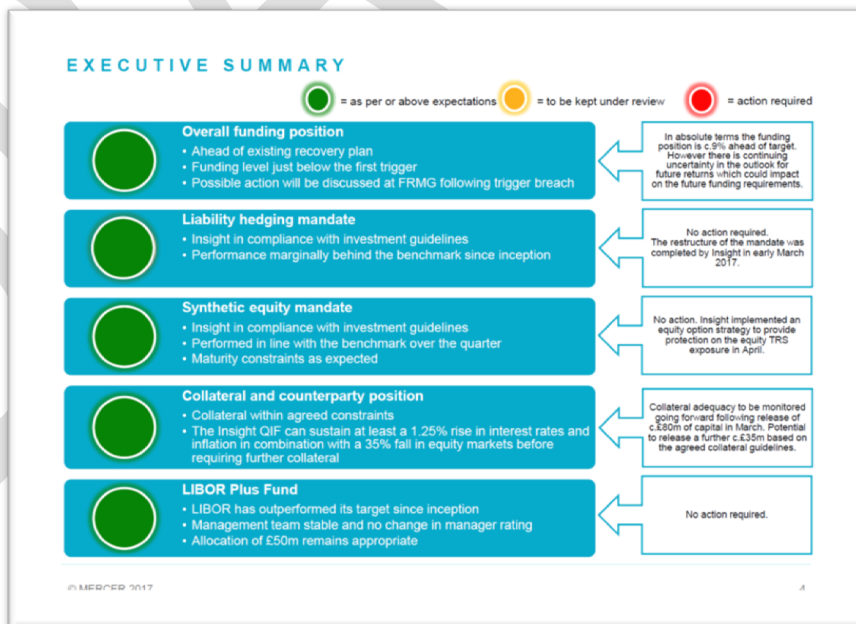 EXECUTIVE SUMMARY
= as per or above expectations
= to be kept under review
= action required
Overall funding position
• Ahead of existing recovery plan
• Funding level just below the first trigger
• Possible action will be discussed at FRMG following trigger breach
In absolute terms the funding
position is c.9% ahead of target.
However there is continuing
uncertainty in the outlook for
future returns which could impact
on the future funding requirements.
Liability hedging mandate
• Insight in compliance with investment guidelines
• Performance marginally behind the benchmark since inception
No action required.
The restructure of the mandate was
completed by Insight in early March
2017.
Synthetic equity mandate
• Insight in compliance with investment guidelines
• Performed in line with the benchmark over the quarter
• Maturity constraints as expected
No action. Insight implemented an
equity option strategy to provide
protection on the equity TRS
exposure in April.
Collateral and counterparty position
• Collateral within agreed constraints
• The Insight QIF can sustain at least a 1.25% rise in interest rates and
inflation in combination with a 35% fall in equity markets before
requiring further collateral
Collateral adequacy to be monitored
going forward following release of
c.£80m of capital in March. Potential
to release a further c.£35m based on
the agreed collateral guidelines.
LIBOR Plus Fund
• LIBOR has outperformed its target since inception
• Management team stable and no change in manager rating
• Allocation of £50m remains appropriate
No action required.
© MERCER 2017
4